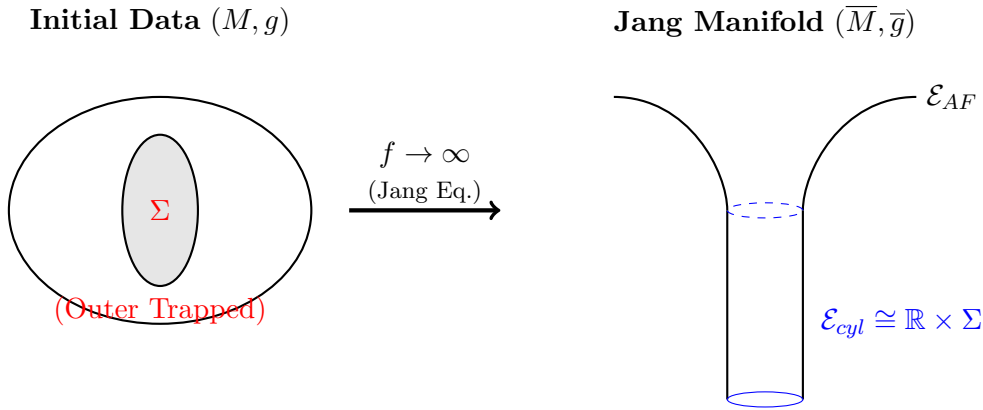 Initial Data (M, g)
Jang Manifold (M̅, g̅)
ℰ_AF
f → ∞
(Jang Eq.)
Σ
(Outer Trapped)
ℰ_cyl ≅ ℝ × Σ